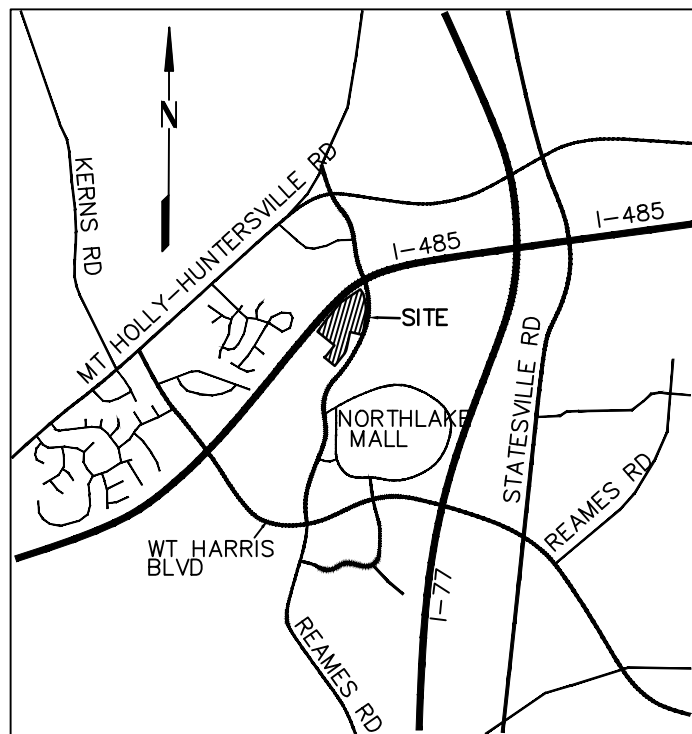 N
KERNS RD
MT HOLLY-HUNTERSVILLE RD
I-485
I-485
SITE
NORTHLAKE
MALL
STATESVILLE RD
REAMES RD
WT HARRIS
BLVD
I-77
REAMES RD